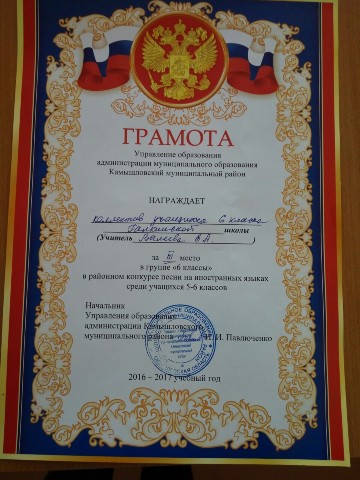 ГРАМОТА
Управление образования
администрации муниципального образования
Камышловский муниципальный район
НАГРАЖДАЕТ
коллектив учащихся 6 класса
Галкинской школы
(Учитель В.А. )
за III место
в группе «6 классы»
в районном конкурсе песни на иностранных языках
среди учащихся 5-6 классов
Начальник
Управления образования
администрации Камышловского
муниципального района И. И. Павлюченко
2016 – 2017 учебный год